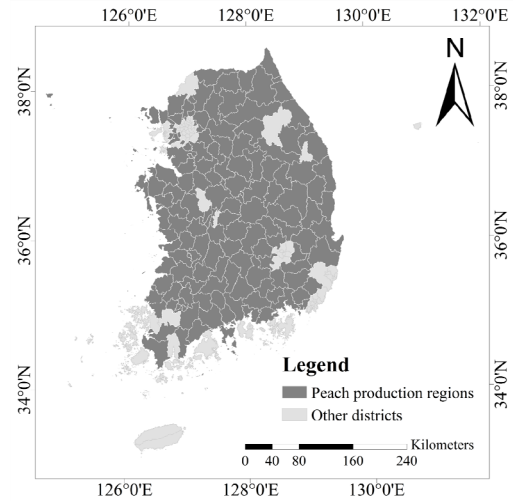 126°0'E 128°0'E 130°0'E 132°0'E
N
38°0'N 38°0'N
36°0'N 36°0'N
34°0'N 34°0'N
Legend
Peach production regions
Other districts
Kilometers
0 40 80 160 240
126°0'E 128°0'E 130°0'E